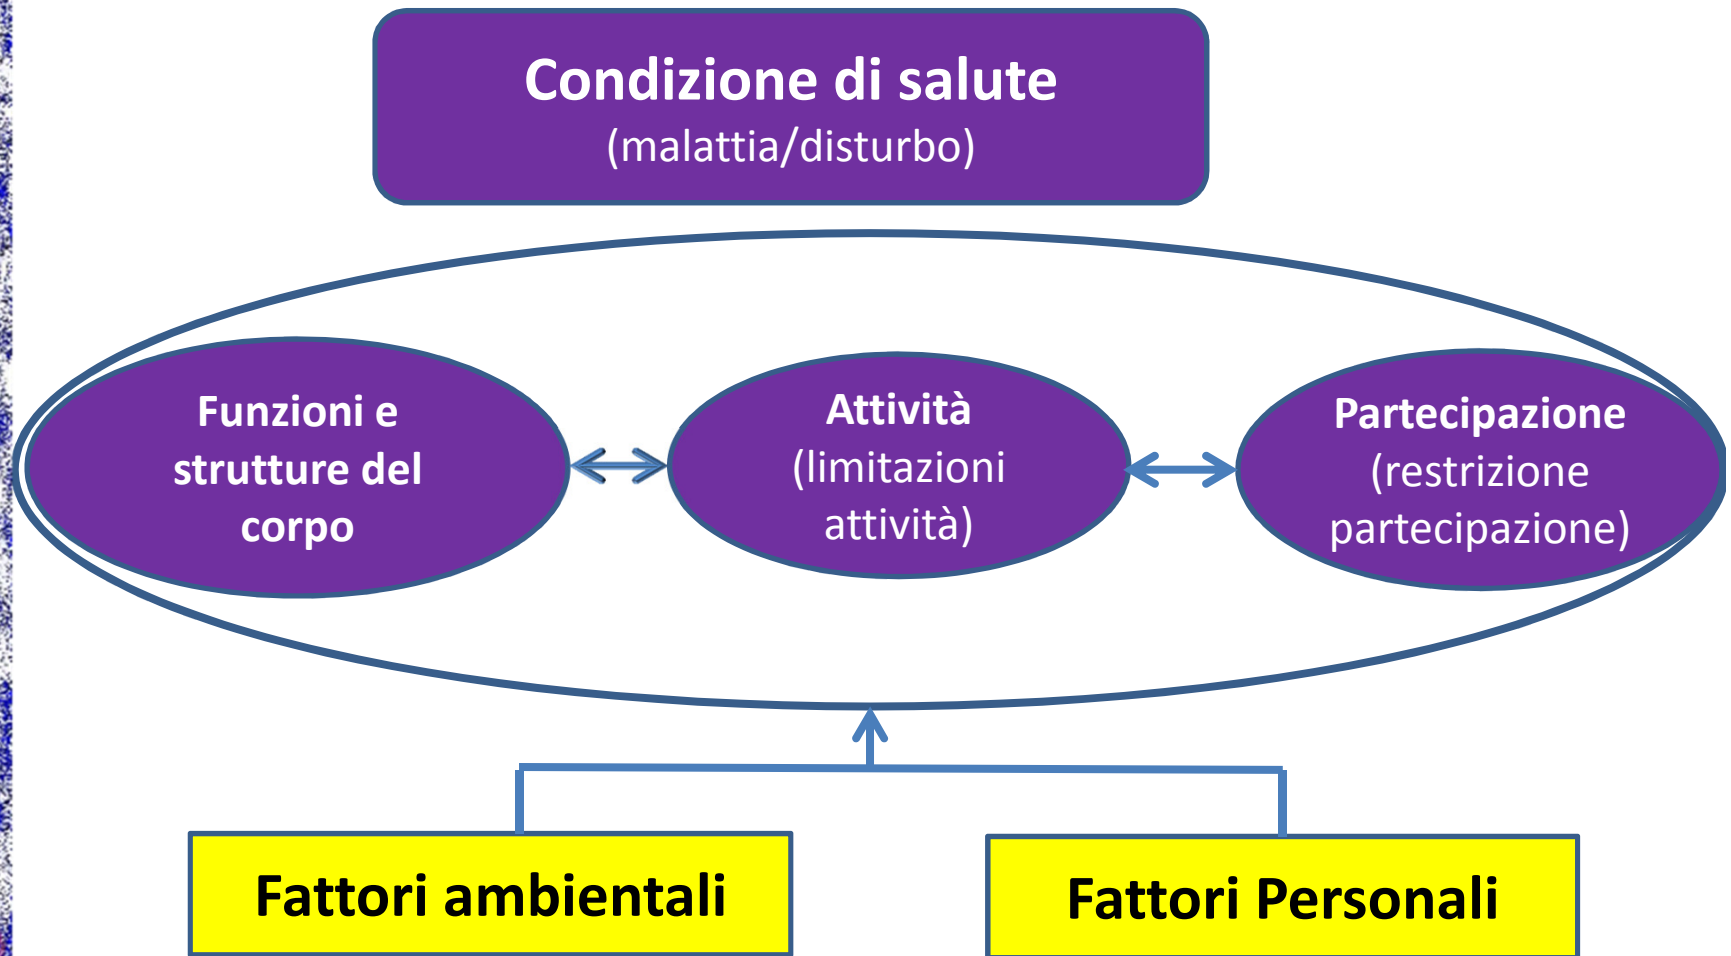 Condizione di salute
(malattia/disturbo)
Funzioni e
strutture del
corpo
Attività
(limitazioni
attività)
Partecipazione
(restrizione
partecipazione)
Fattori ambientali
Fattori Personali